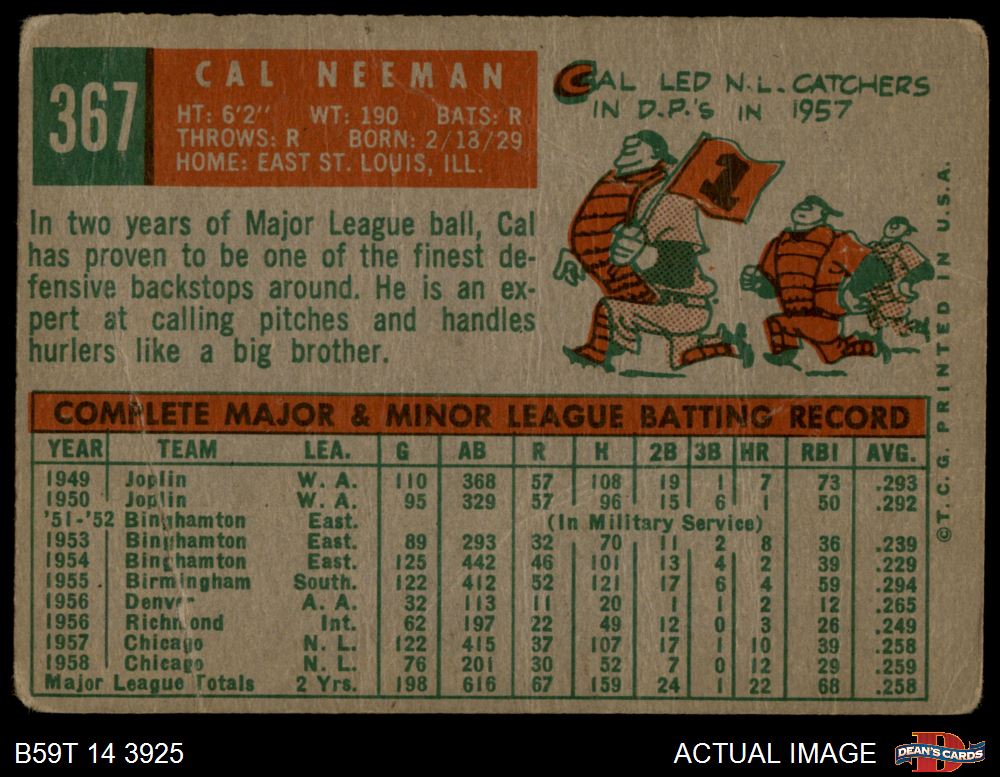 367
CAL NEEMAN
HT: 6'2" WT: 190 BATS: R
THROWS: R BORN: 2/18/29
HOME: EAST ST. LOUIS, ILL.
CAL LED N.L. CATCHERS
IN D.P.'S IN 1957
1
In two years of Major League ball, Cal
has proven to be one of the finest de-
fensive backstops around. He is an ex-
pert at calling pitches and handles
hurlers like a big brother.
COMPLETE MAJOR & MINOR LEAGUE BATTING RECORD
YEAR TEAM LEA. G AB R H 2B 3B HR RBI AVG.
1949 Joplin W. A. 110 368 57 108 19 1 7 73 .293
1950 Joplin W. A. 95 329 57 96 15 6 1 50 .292
'51-'52 Binghamton East. (In Military Service)
1953 Binghamton East. 89 293 32 70 11 2 8 36 .239
1954 Binghamton East. 125 442 46 101 13 4 2 39 .229
1955 Birmingham South. 122 412 52 121 17 6 4 59 .294
1956 Denver A. A. 32 113 11 20 1 1 2 12 .265
1956 Richmond Int. 62 197 22 49 12 0 3 26 .249
1957 Chicago N. L. 122 415 37 107 17 1 10 39 .258
1958 Chicago N. L. 76 201 30 52 7 0 12 29 .259
Major League Totals 2 Yrs. 198 616 67 159 24 1 22 68 .258
©T.C.G. PRINTED IN U.S.A.
B59T 14 3925
ACTUAL IMAGE
D
DEAN'S CARDS